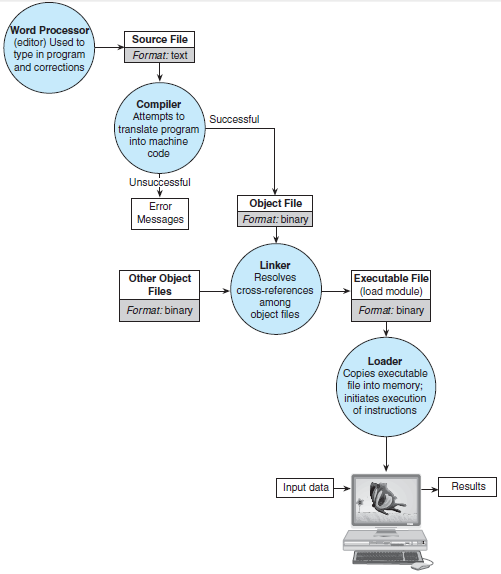 Word Processor
(editor) Used to
type in program
and corrections
Source File
Format: text
Compiler
Attempts to
translate program
into machine
code
Successful
Unsuccessful
Error
Messages
Object File
Format: binary
Other Object
Files
Format: binary
Linker
Resolves
cross-references
among
object files
Executable File
(load module)
Format: binary
Loader
Copies executable
file into memory;
initiates execution
of instructions
Input data
Results